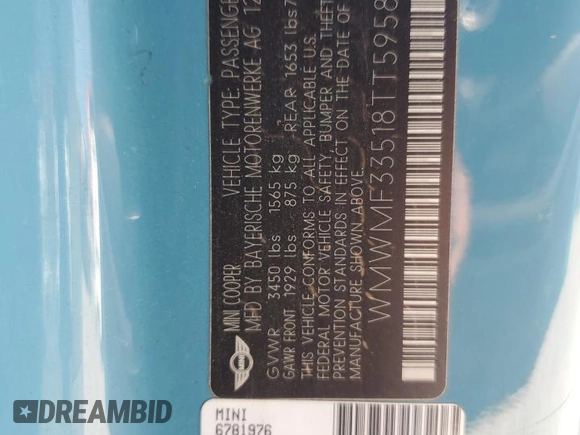 MINI COOPER VEHICLE TYPE: PASSENGE
MFD BY BAYERISCHE MOTORENWERKE AG 12
GVWR 3450 lbs 1565 kg
GAWR FRONT 1929 lbs 875 kg REAR 1653 lbs
THIS VEHICLE CONFORMS TO ALL APPLICABLE U.S.
FEDERAL MOTOR VEHICLE SAFETY, BUMPER AND THEFT
PREVENTION STANDARDS IN EFFECT ON THE DATE OF
MANUFACTURE SHOWN ABOVE.
WMWMF33518TT5958
MINI
6781976
DREAMBID